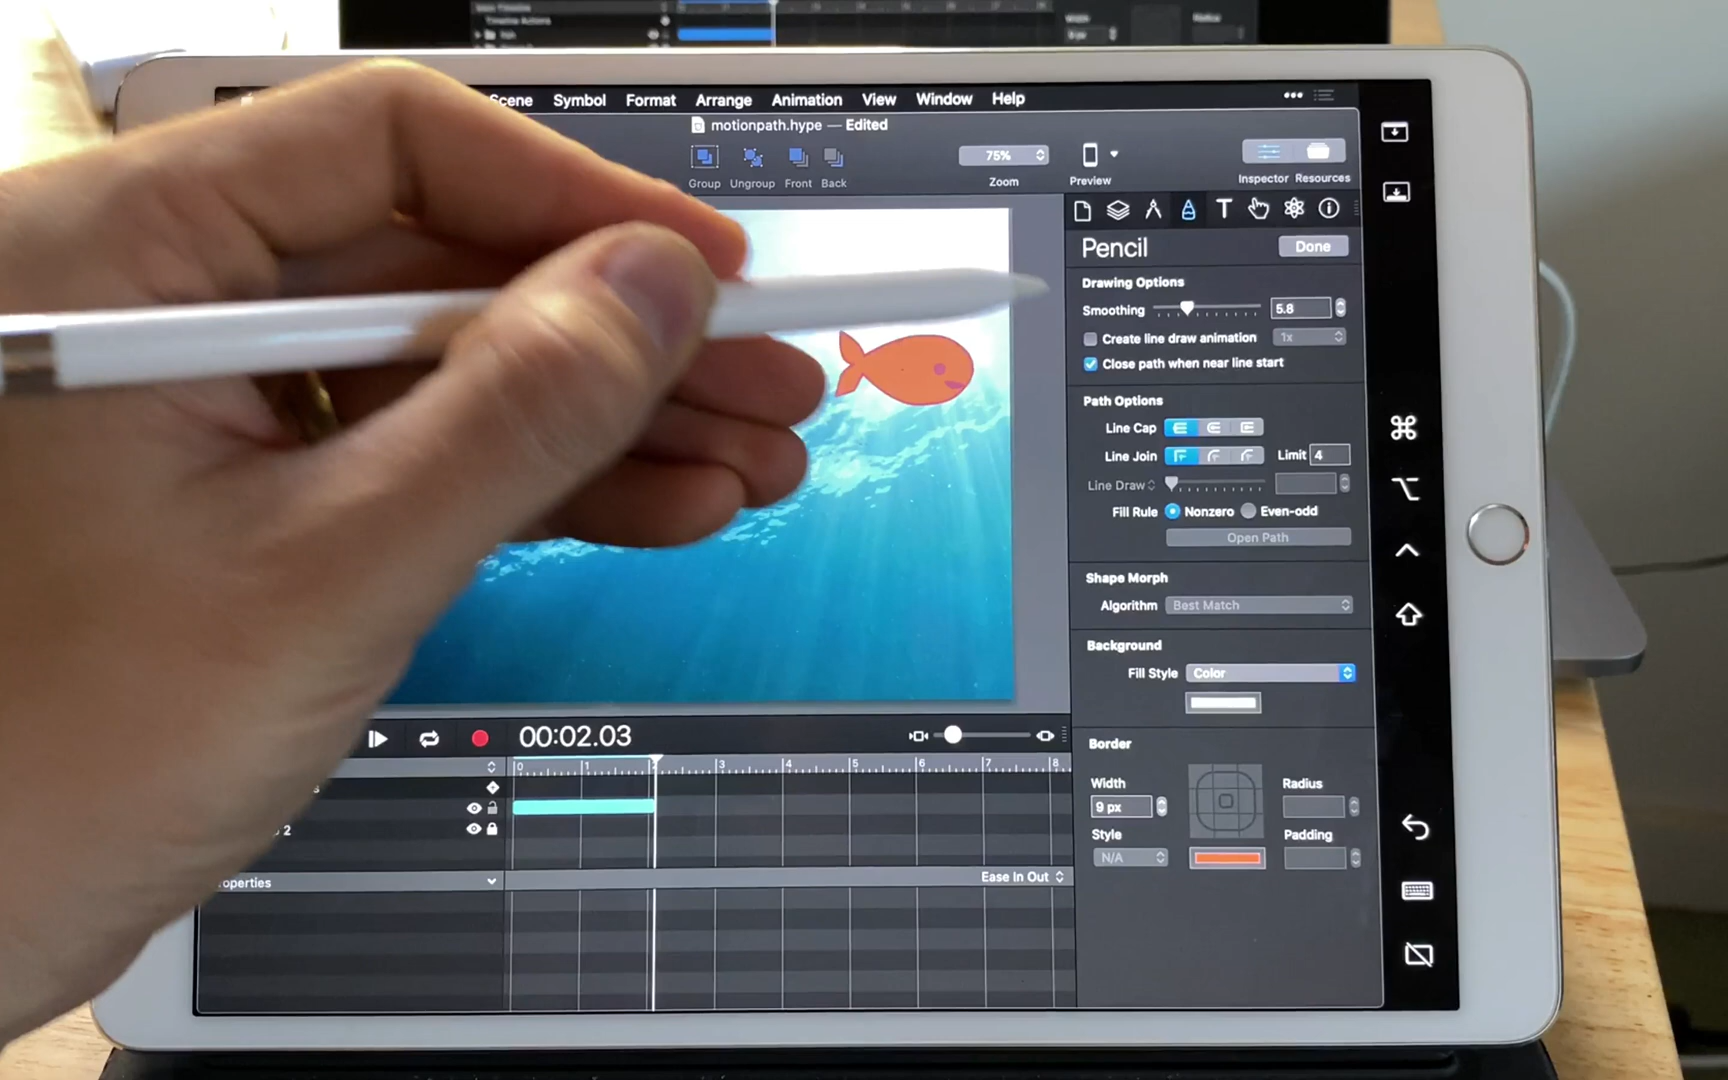 Timeline Actions
Scene Symbol Format Arrange Animation View Window Help
motionpath.hype — Edited
75%
Group Ungroup Front Back Zoom Preview Inspector Resources
Pencil Done
Drawing Options
Smoothing 5.8
Create line draw animation 1x
Close path when near line start
Path Options
Line Cap
Line Join Limit 4
Line Draw
Fill Rule Nonzero Even-odd
Open Path
Shape Morph
Algorithm Best Match
Background
Fill Style Color
00:02.03
Border
0 1 3 4 5 6 7 8
Width Radius
9 px
2
Style Padding
N/A
operties Ease In Out